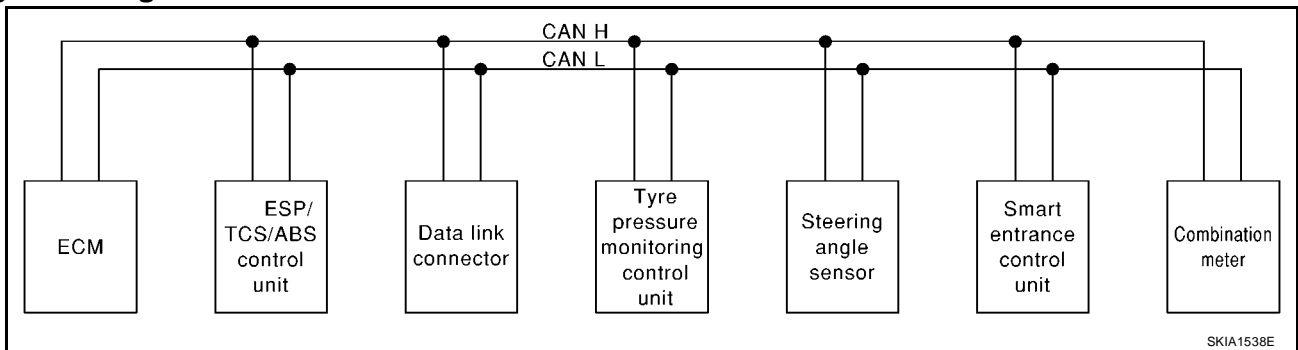 CAN H
CAN L
ECM
ESP/
TCS/ABS
control
unit
Data link
connector
Tyre
pressure
monitoring
control
unit
Steering
angle
sensor
Smart
entrance
control
unit
Combination
meter
SKIA1538E